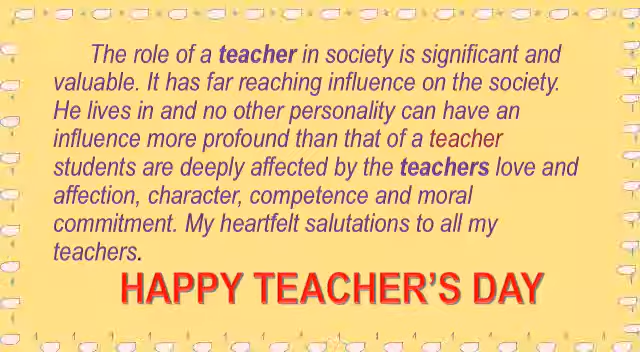 The role of a teacher in society is significant and
valuable. It has far reaching influence on the society.
He lives in and no other personality can have an
influence more profound than that of a teacher
students are deeply affected by the teachers love and
affection, character, competence and moral
commitment. My heartfelt salutations to all my
teachers.
HAPPY TEACHER'S DAY